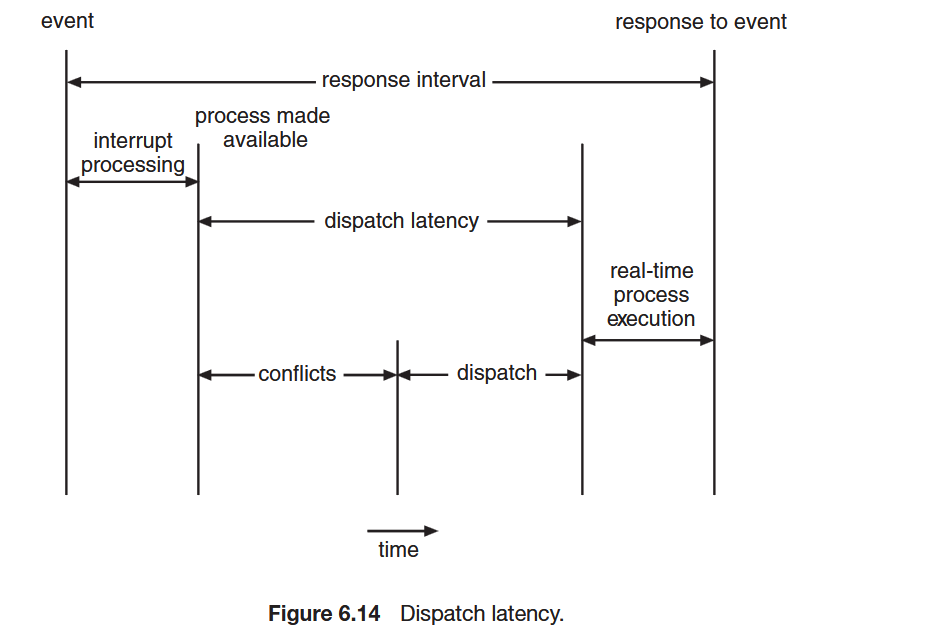 event
response to event
response interval
process made
available
interrupt
processing
dispatch latency
real-time
process
execution
conflicts
dispatch
time
Figure 6.14 Dispatch latency.